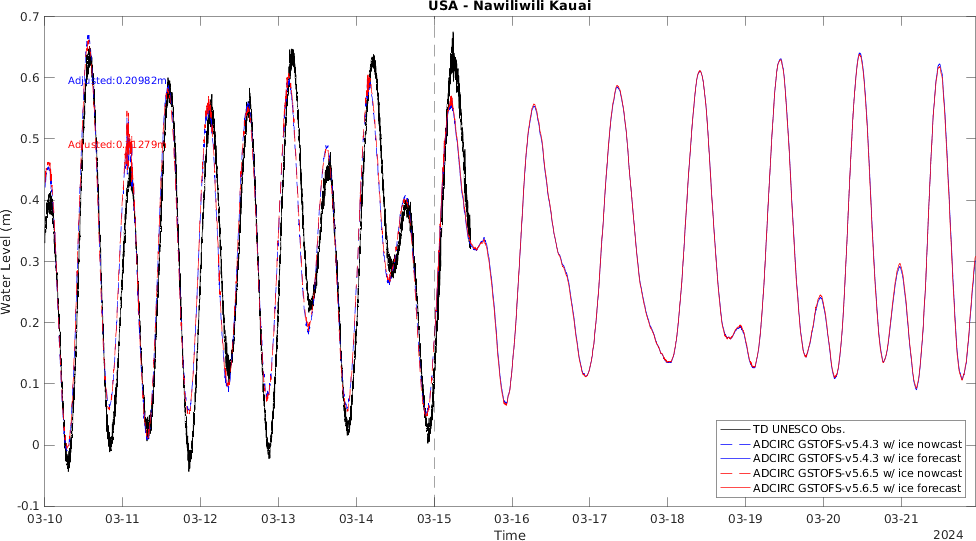 USA - Nawiliwili Kauai
0.7
0.6
0.5
0.4
0.3
0.2
0.1
0
-0.1
Water Level (m)
Adjusted:0.20982m
03-10
03-11
03-12
03-13
03-14
03-15
03-16
03-17
03-18
03-19
03-20
03-21
Time
2024
TD UNESCO Obs.
ADCIRC GSTOFS-v5.4.3 w/ ice nowcast
ADCIRC GSTOFS-v5.4.3 w/ ice forecast
ADCIRC GSTOFS-v5.6.5 w/ ice nowcast
ADCIRC GSTOFS-v5.6.5 w/ ice forecast